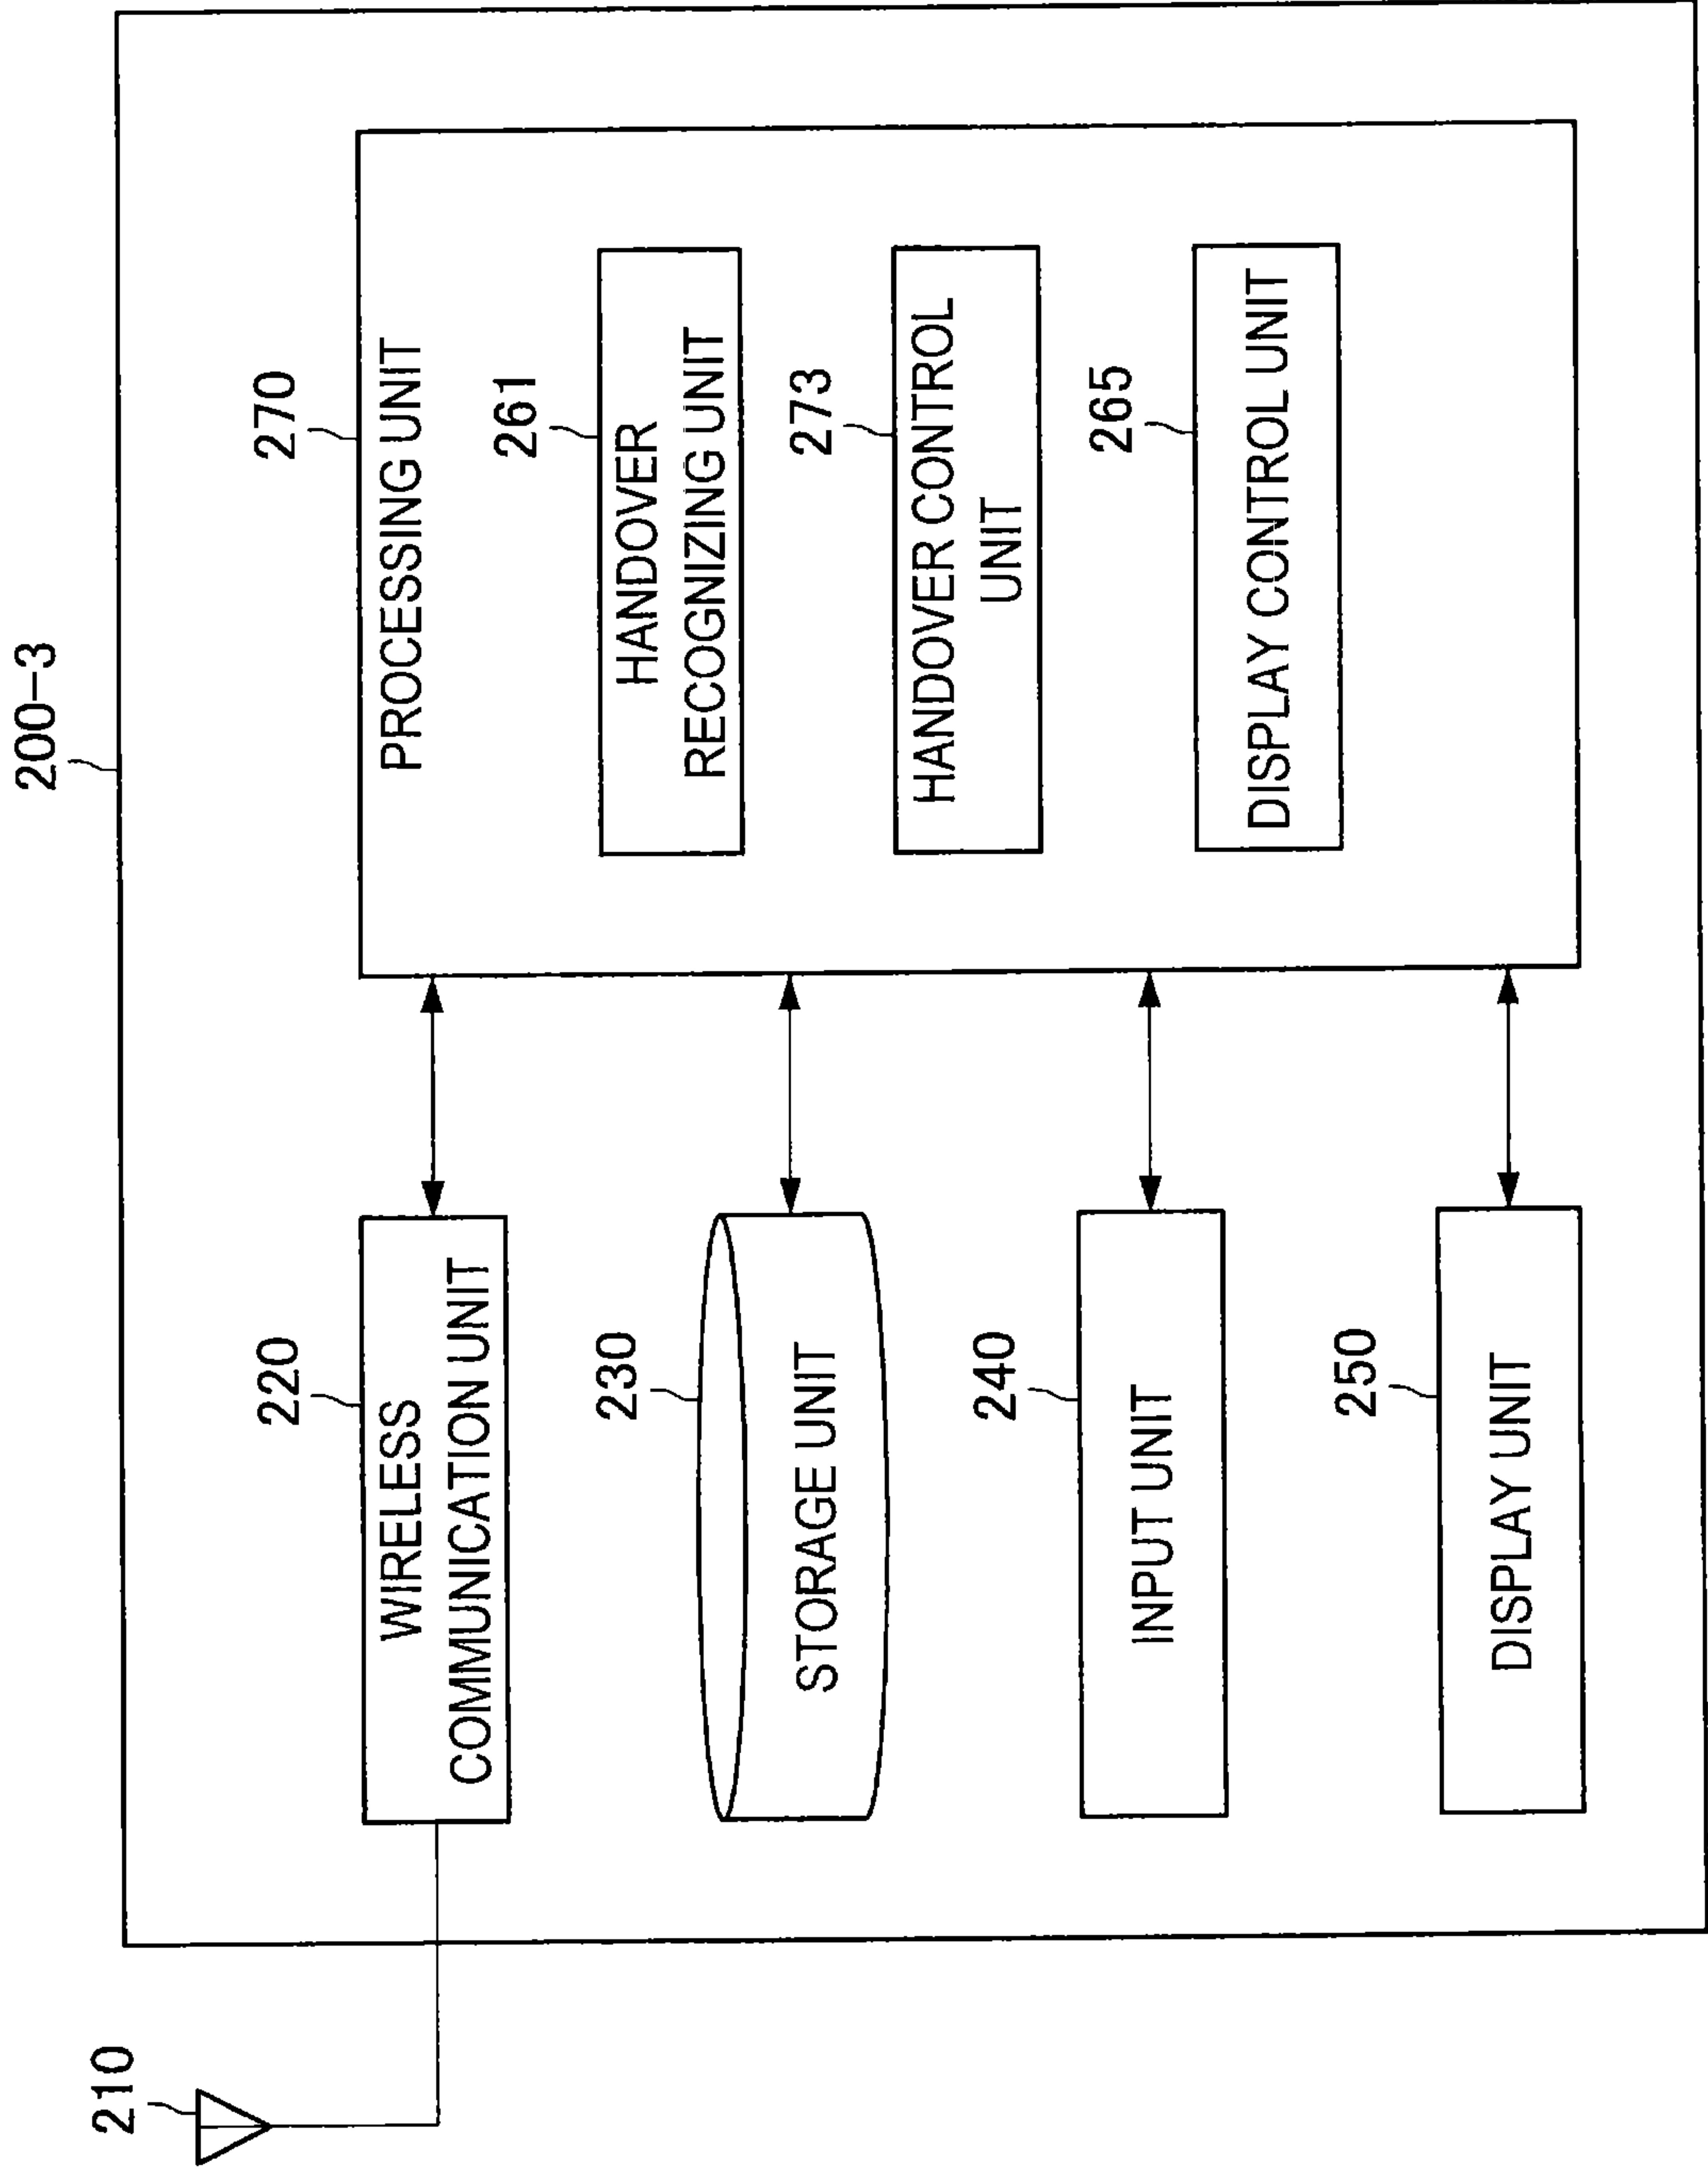 200-3
210
220
WIRELESS
COMMUNICATION UNIT
230
STORAGE UNIT
240
INPUT UNIT
250
DISPLAY UNIT
270
PROCESSING UNIT
261
HANDOVER
RECOGNIZING UNIT
273
HANDOVER CONTROL
UNIT
265
DISPLAY CONTROL UNIT